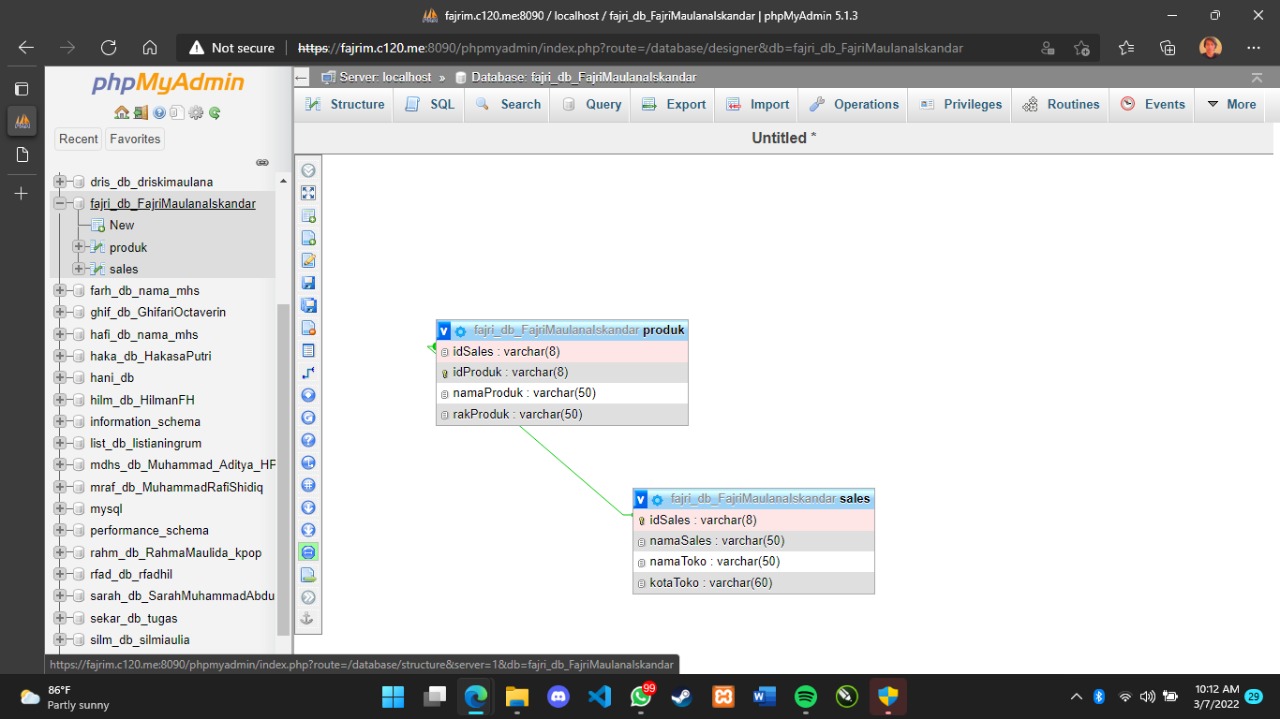 fajrim.c120.me:8090 / localhost / fajri_db_FajriMaulanaIskandar | phpMyAdmin 5.1.3
Not secure
https://fajrim.c120.me:8090/phpmyadmin/index.php?route=/database/designer&db=fajri_db_FajriMaulanaIskandar
phpMyAdmin
Recent
Favorites
dris_db_driskimaulana
fajri_db_FajriMaulanaIskandar
New
produk
sales
farh_db_nama_mhs
ghif_db_GhifariOctaverin
hafi_db_nama_mhs
haka_db_HakasaPutri
hani_db
hilm_db_HilmanFH
information_schema
list_db_listianingrum
mdhs_db_Muhammad_Aditya_HF
mraf_db_MuhammadRafiShidiq
mysql
performance_schema
rahm_db_RahmaMaulida_kpop
rfad_db_rfadhil
sarah_db_SarahMuhammadAbdu
sekar_db_tugas
silm_db_silmiaulia
Server: localhost » Database: fajri_db_FajriMaulanaIskandar
Structure
SQL
Search
Query
Export
Import
Operations
Privileges
Routines
Events
More
Untitled *
v fajri_db_FajriMaulanaIskandar produk
idSales : varchar(8)
idProduk : varchar(8)
namaProduk : varchar(50)
rakProduk : varchar(50)
v fajri_db_FajriMaulanaIskandar sales
idSales : varchar(8)
namaSales : varchar(50)
namaToko : varchar(50)
kotaToko : varchar(60)
https://fajrim.c120.me:8090/phpmyadmin/index.php?route=/database/structure&server=1&db=fajri_db_FajriMaulanaIskandar
86°F
Partly sunny
99
10:12 AM
3/7/2022
29